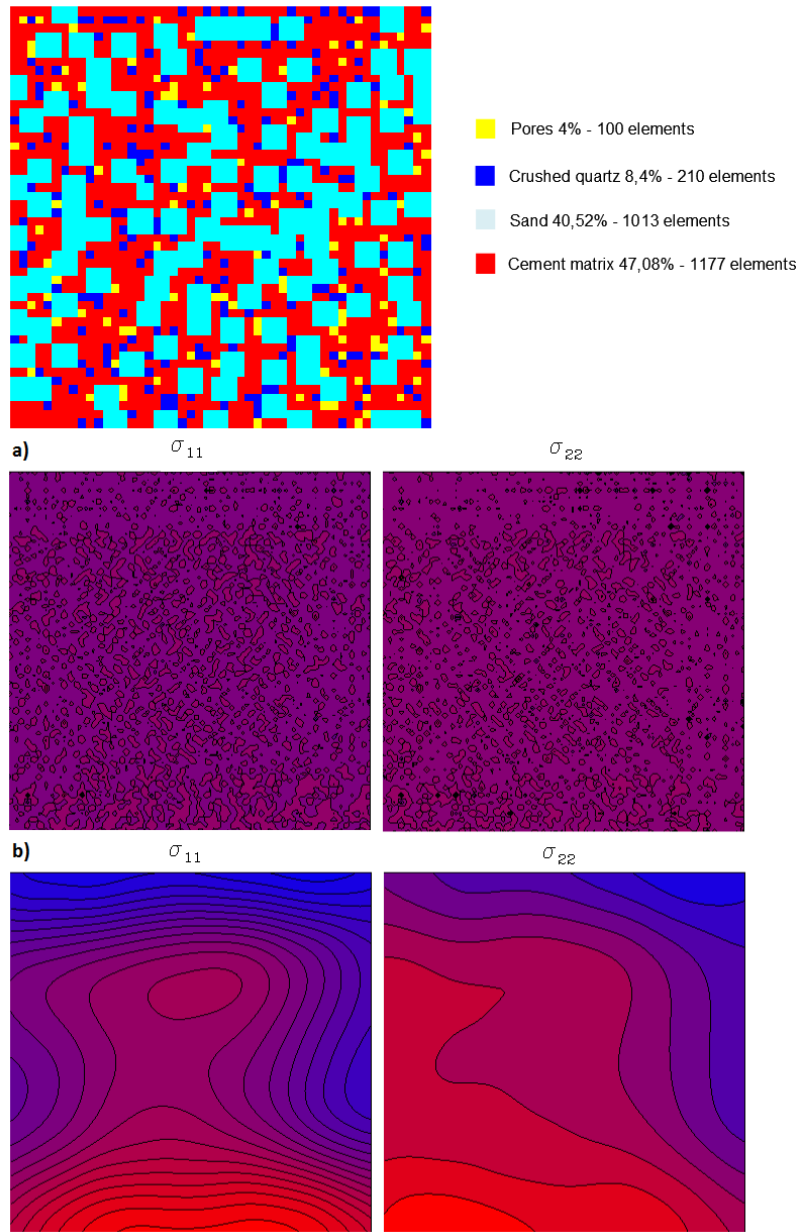 Pores 4% - 100 elements
Crushed quartz 8,4% - 210 elements
Sand 40,52% - 1013 elements
Cement matrix 47,08% - 1177 elements
a) σ11 σ22
b) σ11 σ22